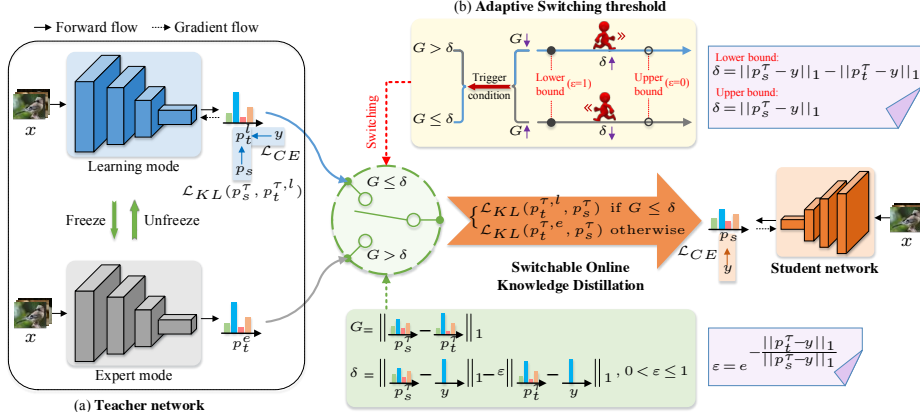 Forward flow
Gradient flow
(b) Adaptive Switching threshold
x
Learning mode
p_t^l
y
L_CE
p_s
L_KL(p_s^τ, p_t^{τ,l})
Freeze
Unfreeze
x
Expert mode
p_t^e
(a) Teacher network
Switching
G > δ
G ≤ δ
Trigger
condition
G↓
G↑
Lower
bound
(ε=1)
Upper
bound
(ε=0)
δ↑
δ↓
Lower bound:
δ = ||p_s^τ − y||_1 − ||p_t^τ − y||_1
Upper bound:
δ = ||p_s^τ − y||_1
G ≤ δ
G > δ
{ L_KL(p_t^{τ,l}, p_s^τ) if G ≤ δ
L_KL(p_t^{τ,e}, p_s^τ) otherwise
Switchable Online
Knowledge Distillation
p_s
L_CE
y
Student network
x
G = || p_s^τ − p_t^τ ||_1
δ = || p_s^τ − y ||_1 − ε || p_t^τ − y ||_1 , 0 < ε ≤ 1
ε = e^{−||p_t^τ−y||_1 / ||p_s^τ−y||_1}